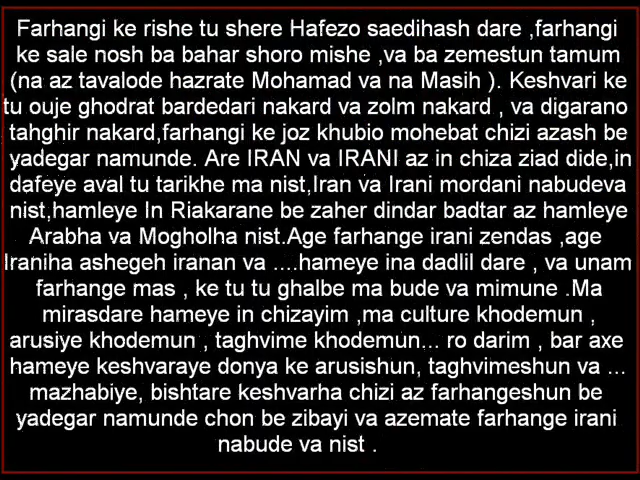 Farhangi ke rishe tu shere Hafezo saedihash dare ,farhangi
ke sale nosh ba bahar shoro mishe ,va ba zemestun tamum
(na az tavalode hazrate Mohamad va na Masih ). Keshvari ke
tu ouje ghodrat bardedari nakard va zolm nakard , va digarano
tahghir nakard,farhangi ke joz khubio mohebat chizi azash be
yadegar namunde. Are IRAN va IRANI az in chiza ziad dide,in
dafeye aval tu tarikhe ma nist,Iran va Irani mordani nabudeva
nist,hamleye In Riakarane be zaher dindar badtar az hamleye
Arabha va Mogholha nist.Age farhange irani zendas ,age
Iraniha ashegeh iranan va ....hameye ina dadlil dare , va unam
farhange mas , ke tu tu ghalbe ma bude va mimune .Ma
mirasdare hameye in chizayim ,ma culture khodemun ,
arusiye khodemun , taghvime khodemun... ro darim , bar axe
hameye keshvaraye donya ke arusishun, taghvimeshun va ...
mazhabiye, bishtare keshvarha chizi az farhangeshun be
yadegar namunde chon be zibayi va azemate farhange irani
nabude va nist .